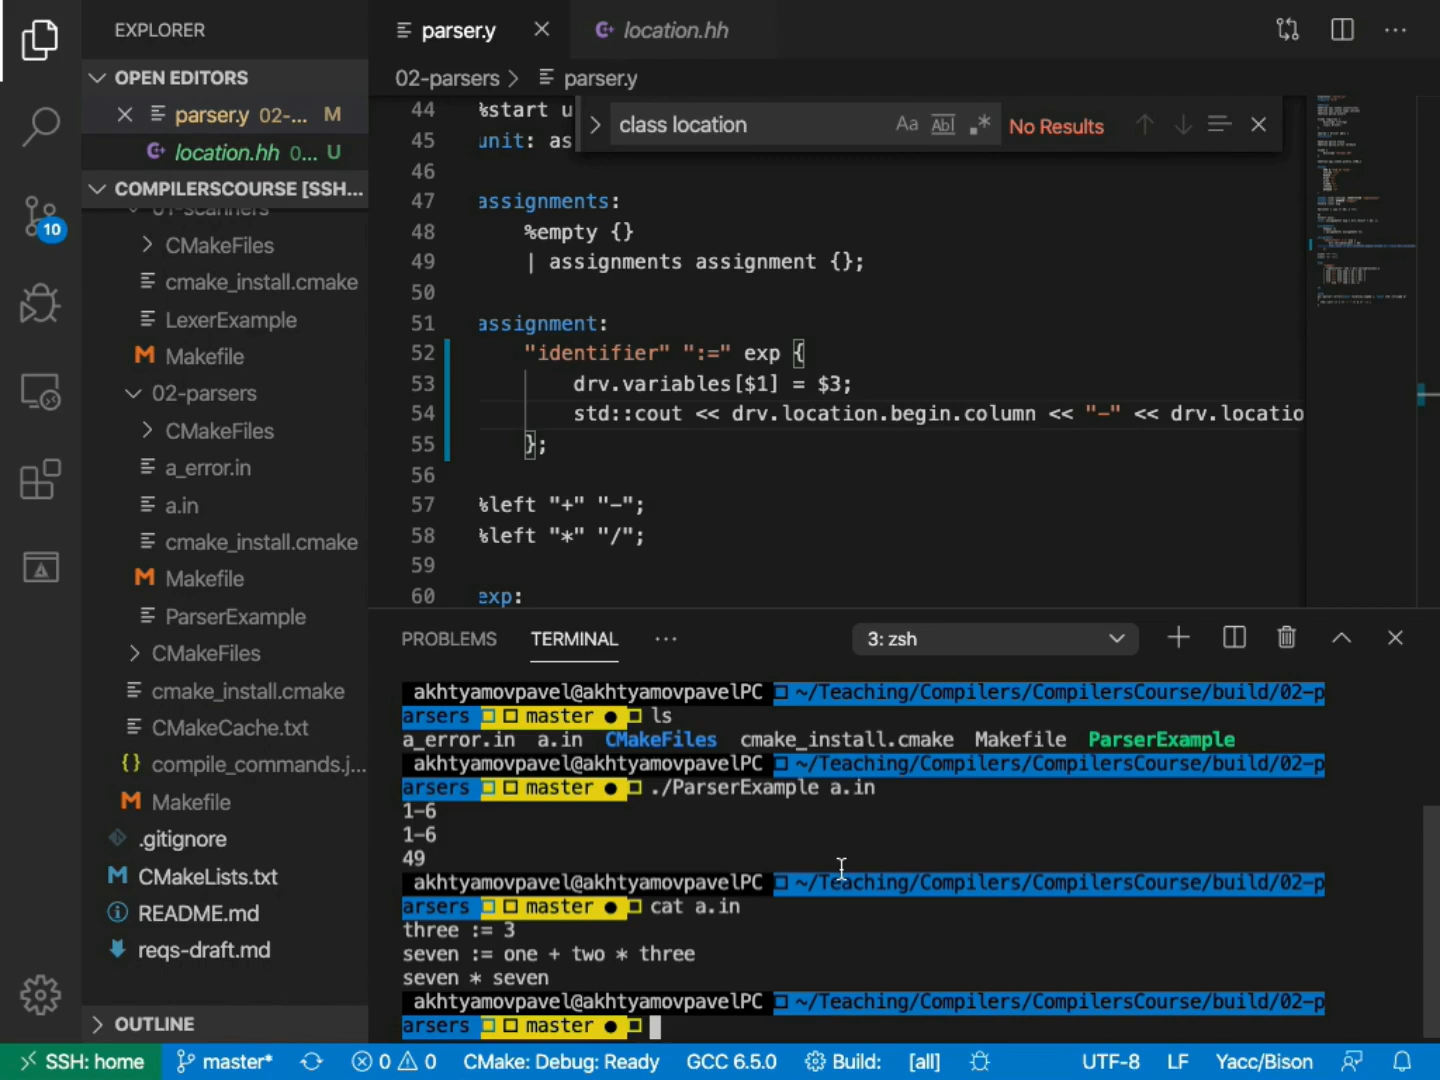 EXPLORER
OPEN EDITORS
parser.y 02-... M
location.hh 0... U
COMPILERSCOURSE [SSH...
01-scanners
CMakeFiles
cmake_install.cmake
LexerExample
Makefile
02-parsers
CMakeFiles
a_error.in
a.in
cmake_install.cmake
Makefile
ParserExample
CMakeFiles
cmake_install.cmake
CMakeCache.txt
compile_commands.j...
Makefile
.gitignore
CMakeLists.txt
README.md
reqs-draft.md
OUTLINE
10
parser.y
location.hh
02-parsers > parser.y
class location
Aa Abl .*
No Results
44 %start u
45 unit: as
46
47 assignments:
48 %empty {}
49 | assignments assignment {};
50
51 assignment:
52 "identifier" ":=" exp {
53 drv.variables[$1] = $3;
54 std::cout << drv.location.begin.column << "-" << drv.locatio
55 };
56
57 %left "+" "-";
58 %left "*" "/";
59
60 exp:
PROBLEMS TERMINAL ... 3: zsh
akhtyamovpavel@akhtyamovpavelPC ~/Teaching/Compilers/CompilersCourse/build/02-p
arsers master ● ls
a_error.in a.in CMakeFiles cmake_install.cmake Makefile ParserExample
akhtyamovpavel@akhtyamovpavelPC ~/Teaching/Compilers/CompilersCourse/build/02-p
arsers master ● ./ParserExample a.in
1-6
1-6
49
akhtyamovpavel@akhtyamovpavelPC ~/Teaching/Compilers/CompilersCourse/build/02-p
arsers master ● cat a.in
three := 3
seven := one + two * three
seven * seven
akhtyamovpavel@akhtyamovpavelPC ~/Teaching/Compilers/CompilersCourse/build/02-p
arsers master ●
SSH: home master* 0 0 CMake: Debug: Ready GCC 6.5.0 Build: [all] UTF-8 LF Yacc/Bison